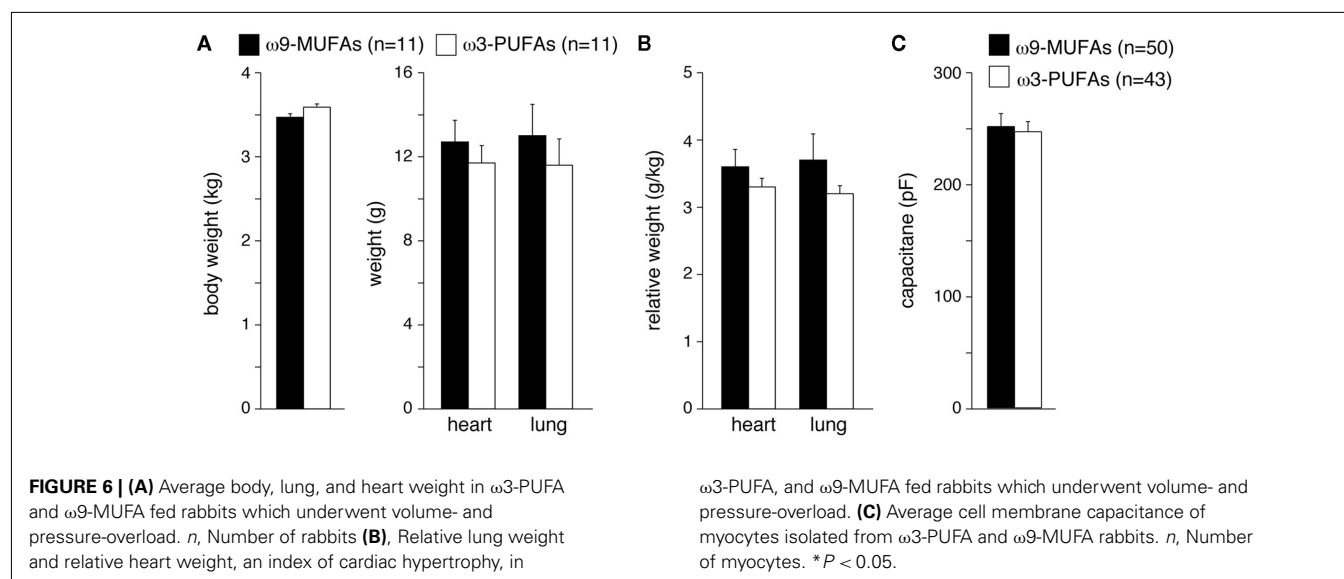 A ω9-MUFAs (n=11) ω3-PUFAs (n=11)
body weight (kg)
4
3
2
1
0
weight (g)
16
12
8
4
0
heart lung
B
relative weight (g/kg)
5
4
3
2
1
0
heart lung
C ω9-MUFAs (n=50)
ω3-PUFAs (n=43)
capacitane (pF)
300
200
100
0
FIGURE 6 | (A) Average body, lung, and heart weight in ω3-PUFA
and ω9-MUFA fed rabbits which underwent volume- and
pressure-overload. n, Number of rabbits (B), Relative lung weight
and relative heart weight, an index of cardiac hypertrophy, in
ω3-PUFA, and ω9-MUFA fed rabbits which underwent volume- and
pressure-overload. (C) Average cell membrane capacitance of
myocytes isolated from ω3-PUFA and ω9-MUFA rabbits. n, Number
of myocytes. *P < 0.05.